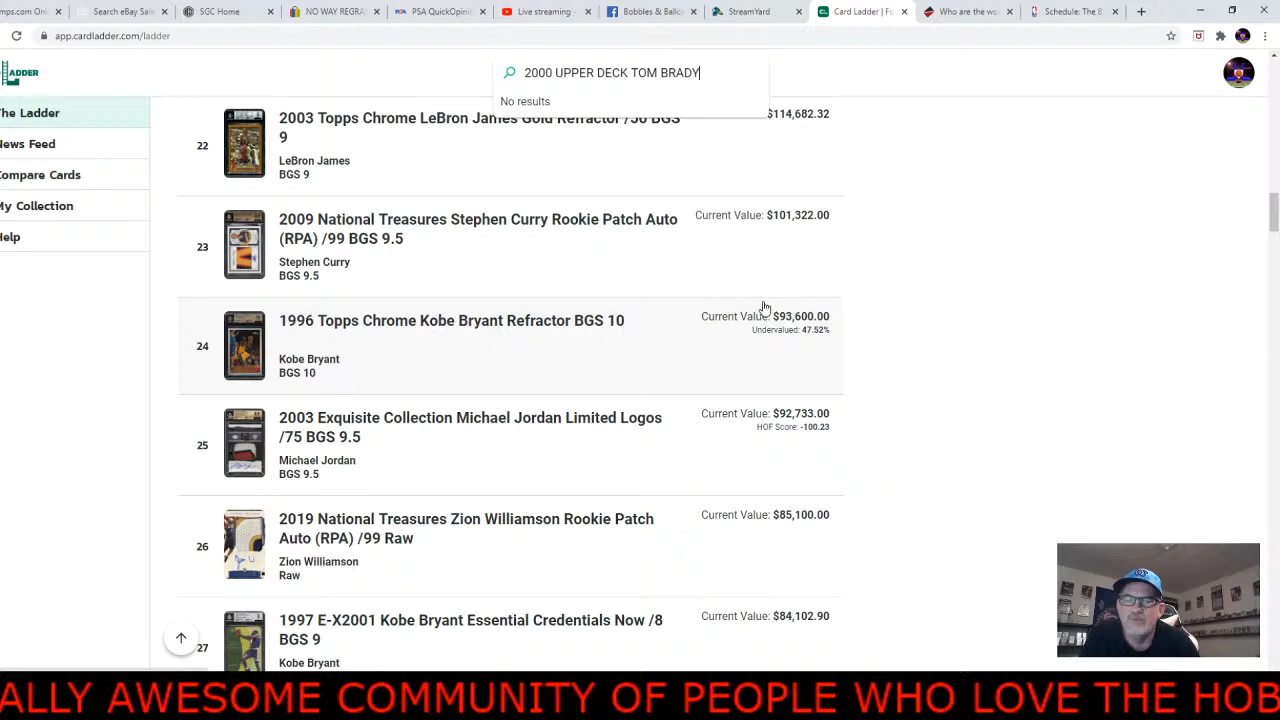 mps.com Onl
Search eBay Sale
SGC Home
NO WAY REGRA
PSA QuickOpinio
Live streaming -
Bobbles & Ballca
StreamYard
Card Ladder | Fo
Who are the wo
Schedule: The 8
app.cardladder.com/ladder
ADDER
2000 UPPER DECK TOM BRADY
No results
The Ladder
News Feed
Compare Cards
My Collection
Help
22
2003 Topps Chrome LeBron James Gold Refractor /50 BGS
9
$114,682.32
LeBron James
BGS 9
23
2009 National Treasures Stephen Curry Rookie Patch Auto
(RPA) /99 BGS 9.5
Current Value: $101,322.00
Stephen Curry
BGS 9.5
24
1996 Topps Chrome Kobe Bryant Refractor BGS 10
Current Value: $93,600.00
Undervalued: 47.52%
Kobe Bryant
BGS 10
25
2003 Exquisite Collection Michael Jordan Limited Logos
/75 BGS 9.5
Current Value: $92,733.00
HOF Score: -100.23
Michael Jordan
BGS 9.5
26
2019 National Treasures Zion Williamson Rookie Patch
Auto (RPA) /99 Raw
Current Value: $85,100.00
Zion Williamson
Raw
27
1997 E-X2001 Kobe Bryant Essential Credentials Now /8
BGS 9
Current Value: $84,102.90
Kobe Bryant
ALLY AWESOME COMMUNITY OF PEOPLE WHO LOVE THE HOB